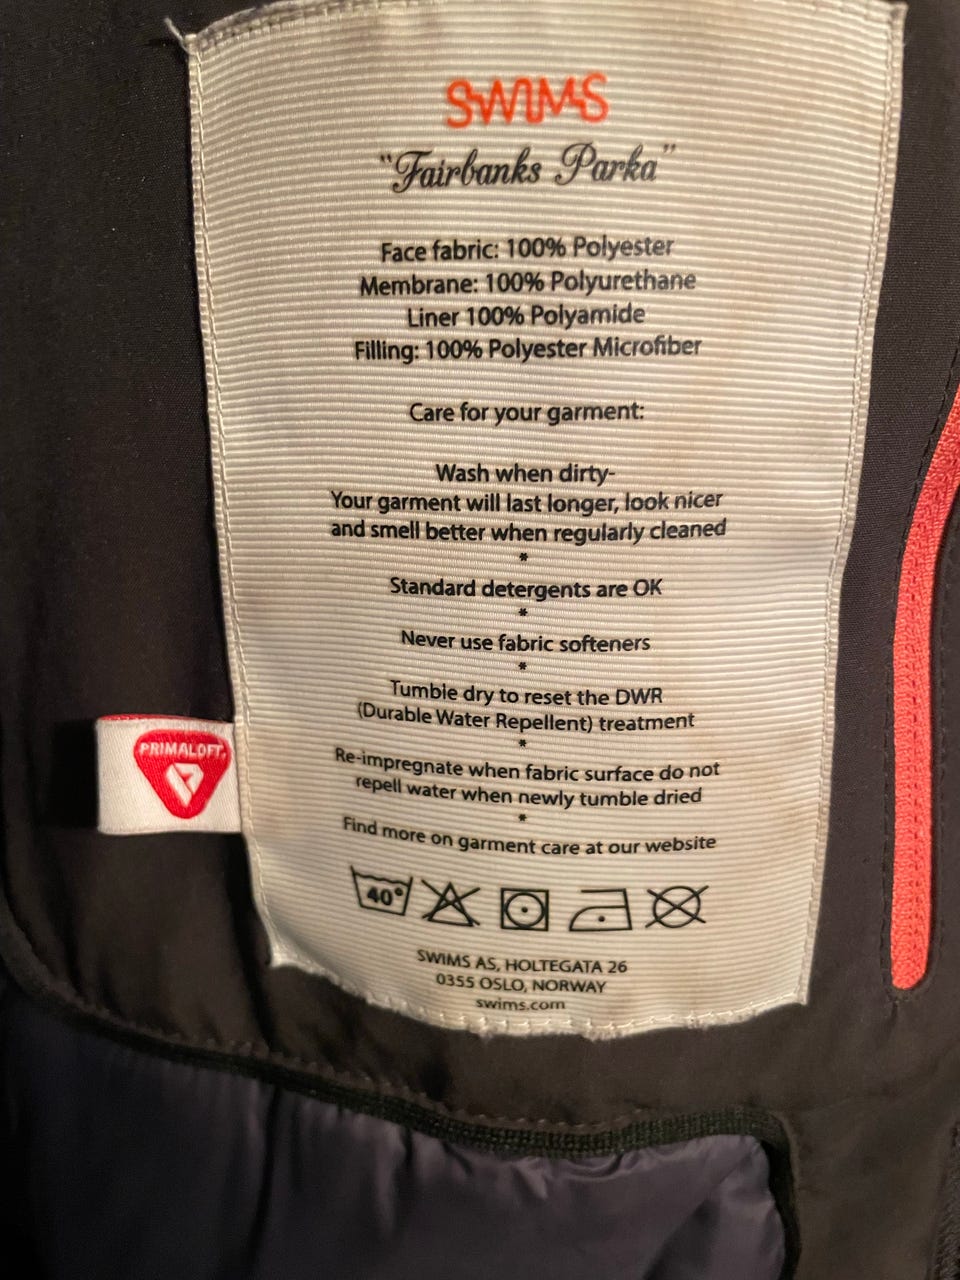 SWIMS
"Fairbanks Parka"
Face fabric: 100% Polyester
Membrane: 100% Polyurethane
Liner 100% Polyamide
Filling: 100% Polyester Microfiber
Care for your garment:
Wash when dirty-
Your garment will last longer, look nicer
and smell better when regularly cleaned
*
Standard detergents are OK
*
Never use fabric softeners
*
Tumble dry to reset the DWR
(Durable Water Repellent) treatment
*
Re-impregnate when fabric surface do not
repell water when newly tumble dried
*
Find more on garment care at our website
40°
SWIMS AS, HOLTEGATA 26
0355 OSLO, NORWAY
swims.com
PRIMALOFT